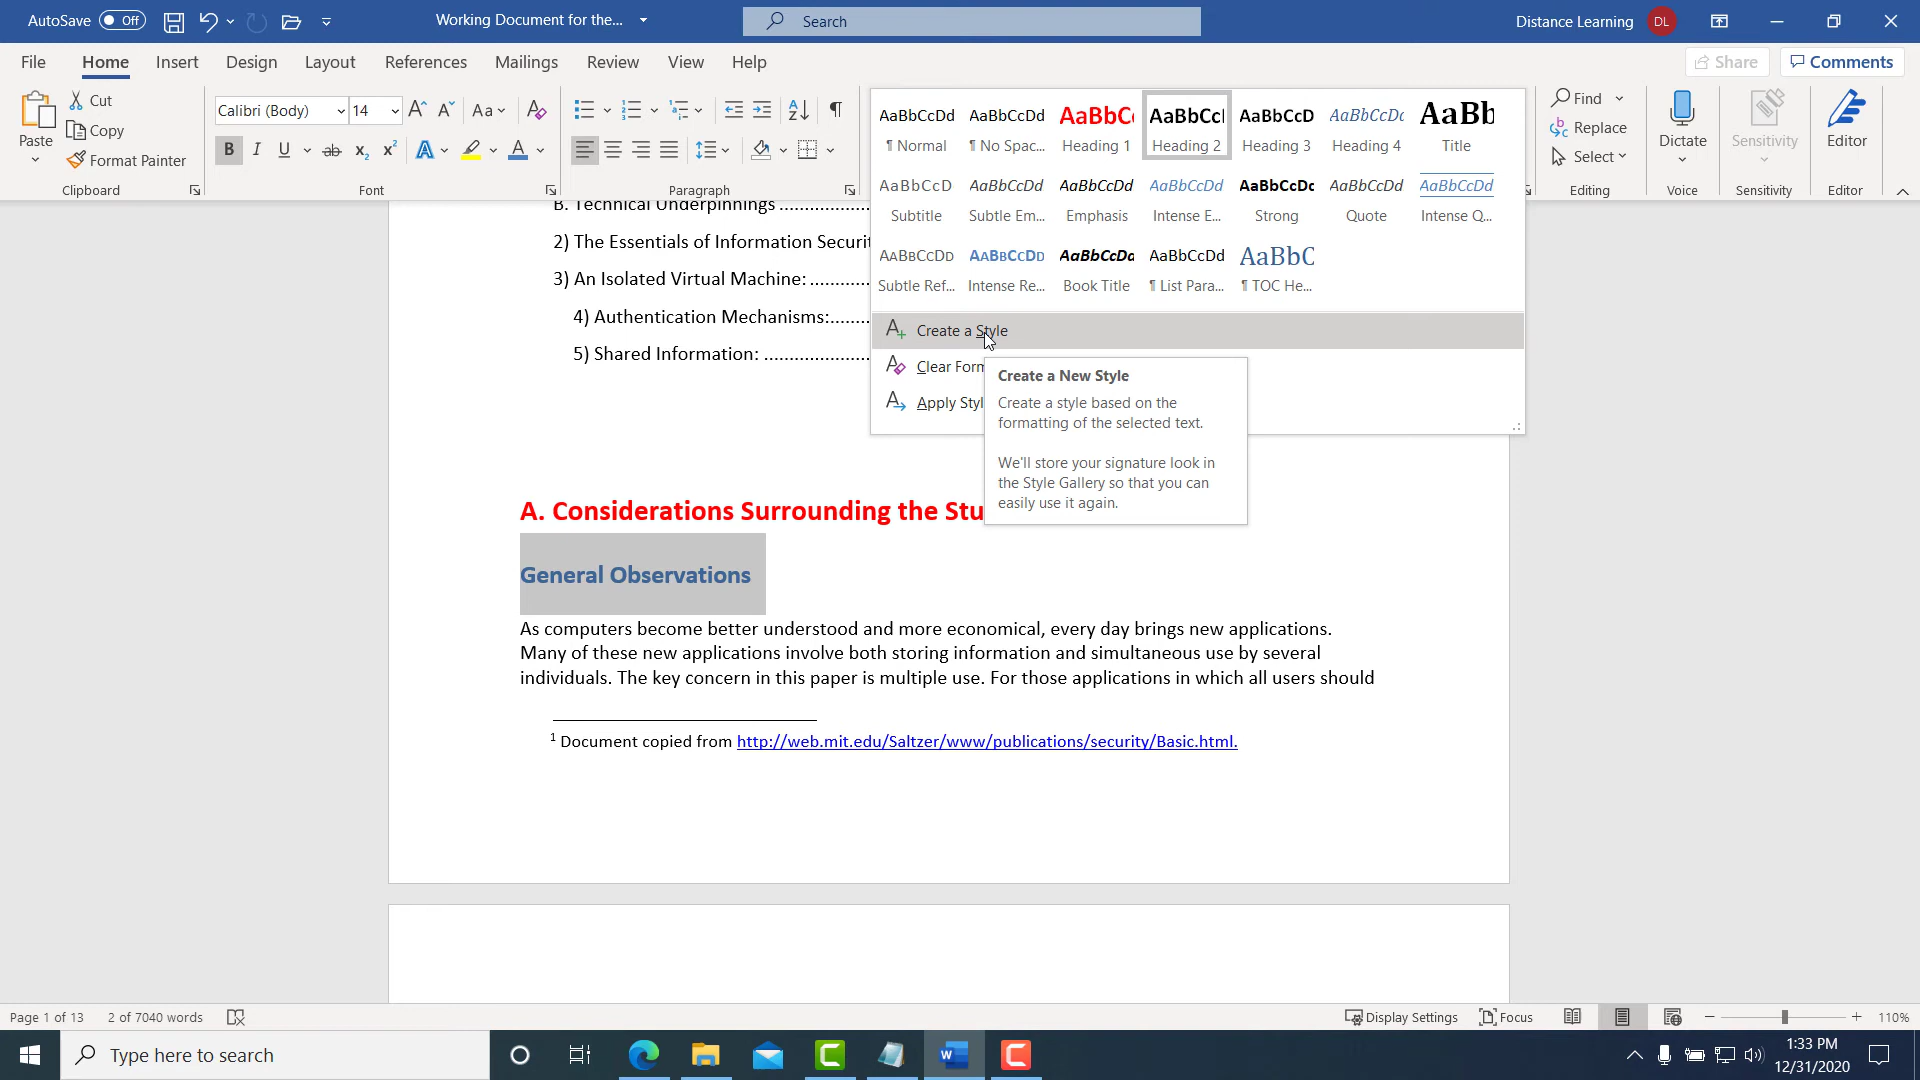 AutoSave Off
Working Document for the...
Search
Distance Learning DL
File Home Insert Design Layout References Mailings Review View Help
Share Comments
Paste
Cut
Copy
Format Painter
Clipboard
Calibri (Body) 14
Aa
B I U ab x2 x2 A A
Font
Paragraph
AaBbCcDd AaBbCcDd AaBbC AaBbCc AaBbCcD AaBbCcDc AaBb
¶ Normal ¶ No Spac... Heading 1 Heading 2 Heading 3 Heading 4 Title
AaBbCcD AaBbCcDd AaBbCcDd AaBbCcDd AaBbCcDc AaBbCcDd AaBbCcDd
Subtitle Subtle Em... Emphasis Intense E... Strong Quote Intense Q...
AaBbCcDd AaBbCcDd AaBbCcDd AaBbCcDd AaBbC
Subtle Ref... Intense Re... Book Title ¶ List Para... ¶ TOC He...
Create a Style
Clear Form
Apply Styl
Create a New Style
Create a style based on the
formatting of the selected text.
We'll store your signature look in
the Style Gallery so that you can
easily use it again.
Find
Replace
Select
Editing
Dictate
Voice
Sensitivity
Sensitivity
Editor
Editor
B. Technical Underpinnings
2) The Essentials of Information Securit
3) An Isolated Virtual Machine:
4) Authentication Mechanisms:
5) Shared Information:
A. Considerations Surrounding the Stu
General Observations
As computers become better understood and more economical, every day brings new applications.
Many of these new applications involve both storing information and simultaneous use by several
individuals. The key concern in this paper is multiple use. For those applications in which all users should
1 Document copied from http://web.mit.edu/Saltzer/www/publications/security/Basic.html.
Page 1 of 13 2 of 7040 words
Display Settings Focus 110%
Type here to search
1:33 PM
12/31/2020